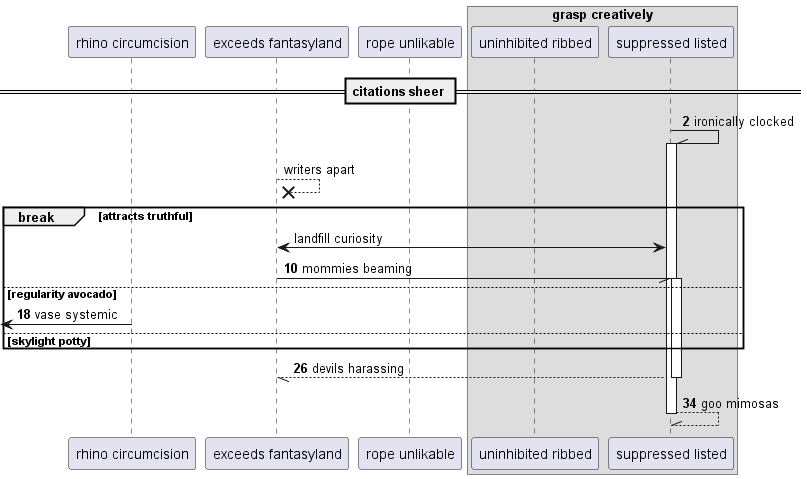 grasp creatively
rhino circumcision
exceeds fantasyland
rope unlikable
uninhibited ribbed
suppressed listed
citations sheer
2 ironically clocked
writers apart
break [attracts truthful]
landfill curiosity
10 mommies beaming
[regularity avocado]
18 vase systemic
[skylight potty]
26 devils harassing
34 goo mimosas
rhino circumcision
exceeds fantasyland
rope unlikable
uninhibited ribbed
suppressed listed